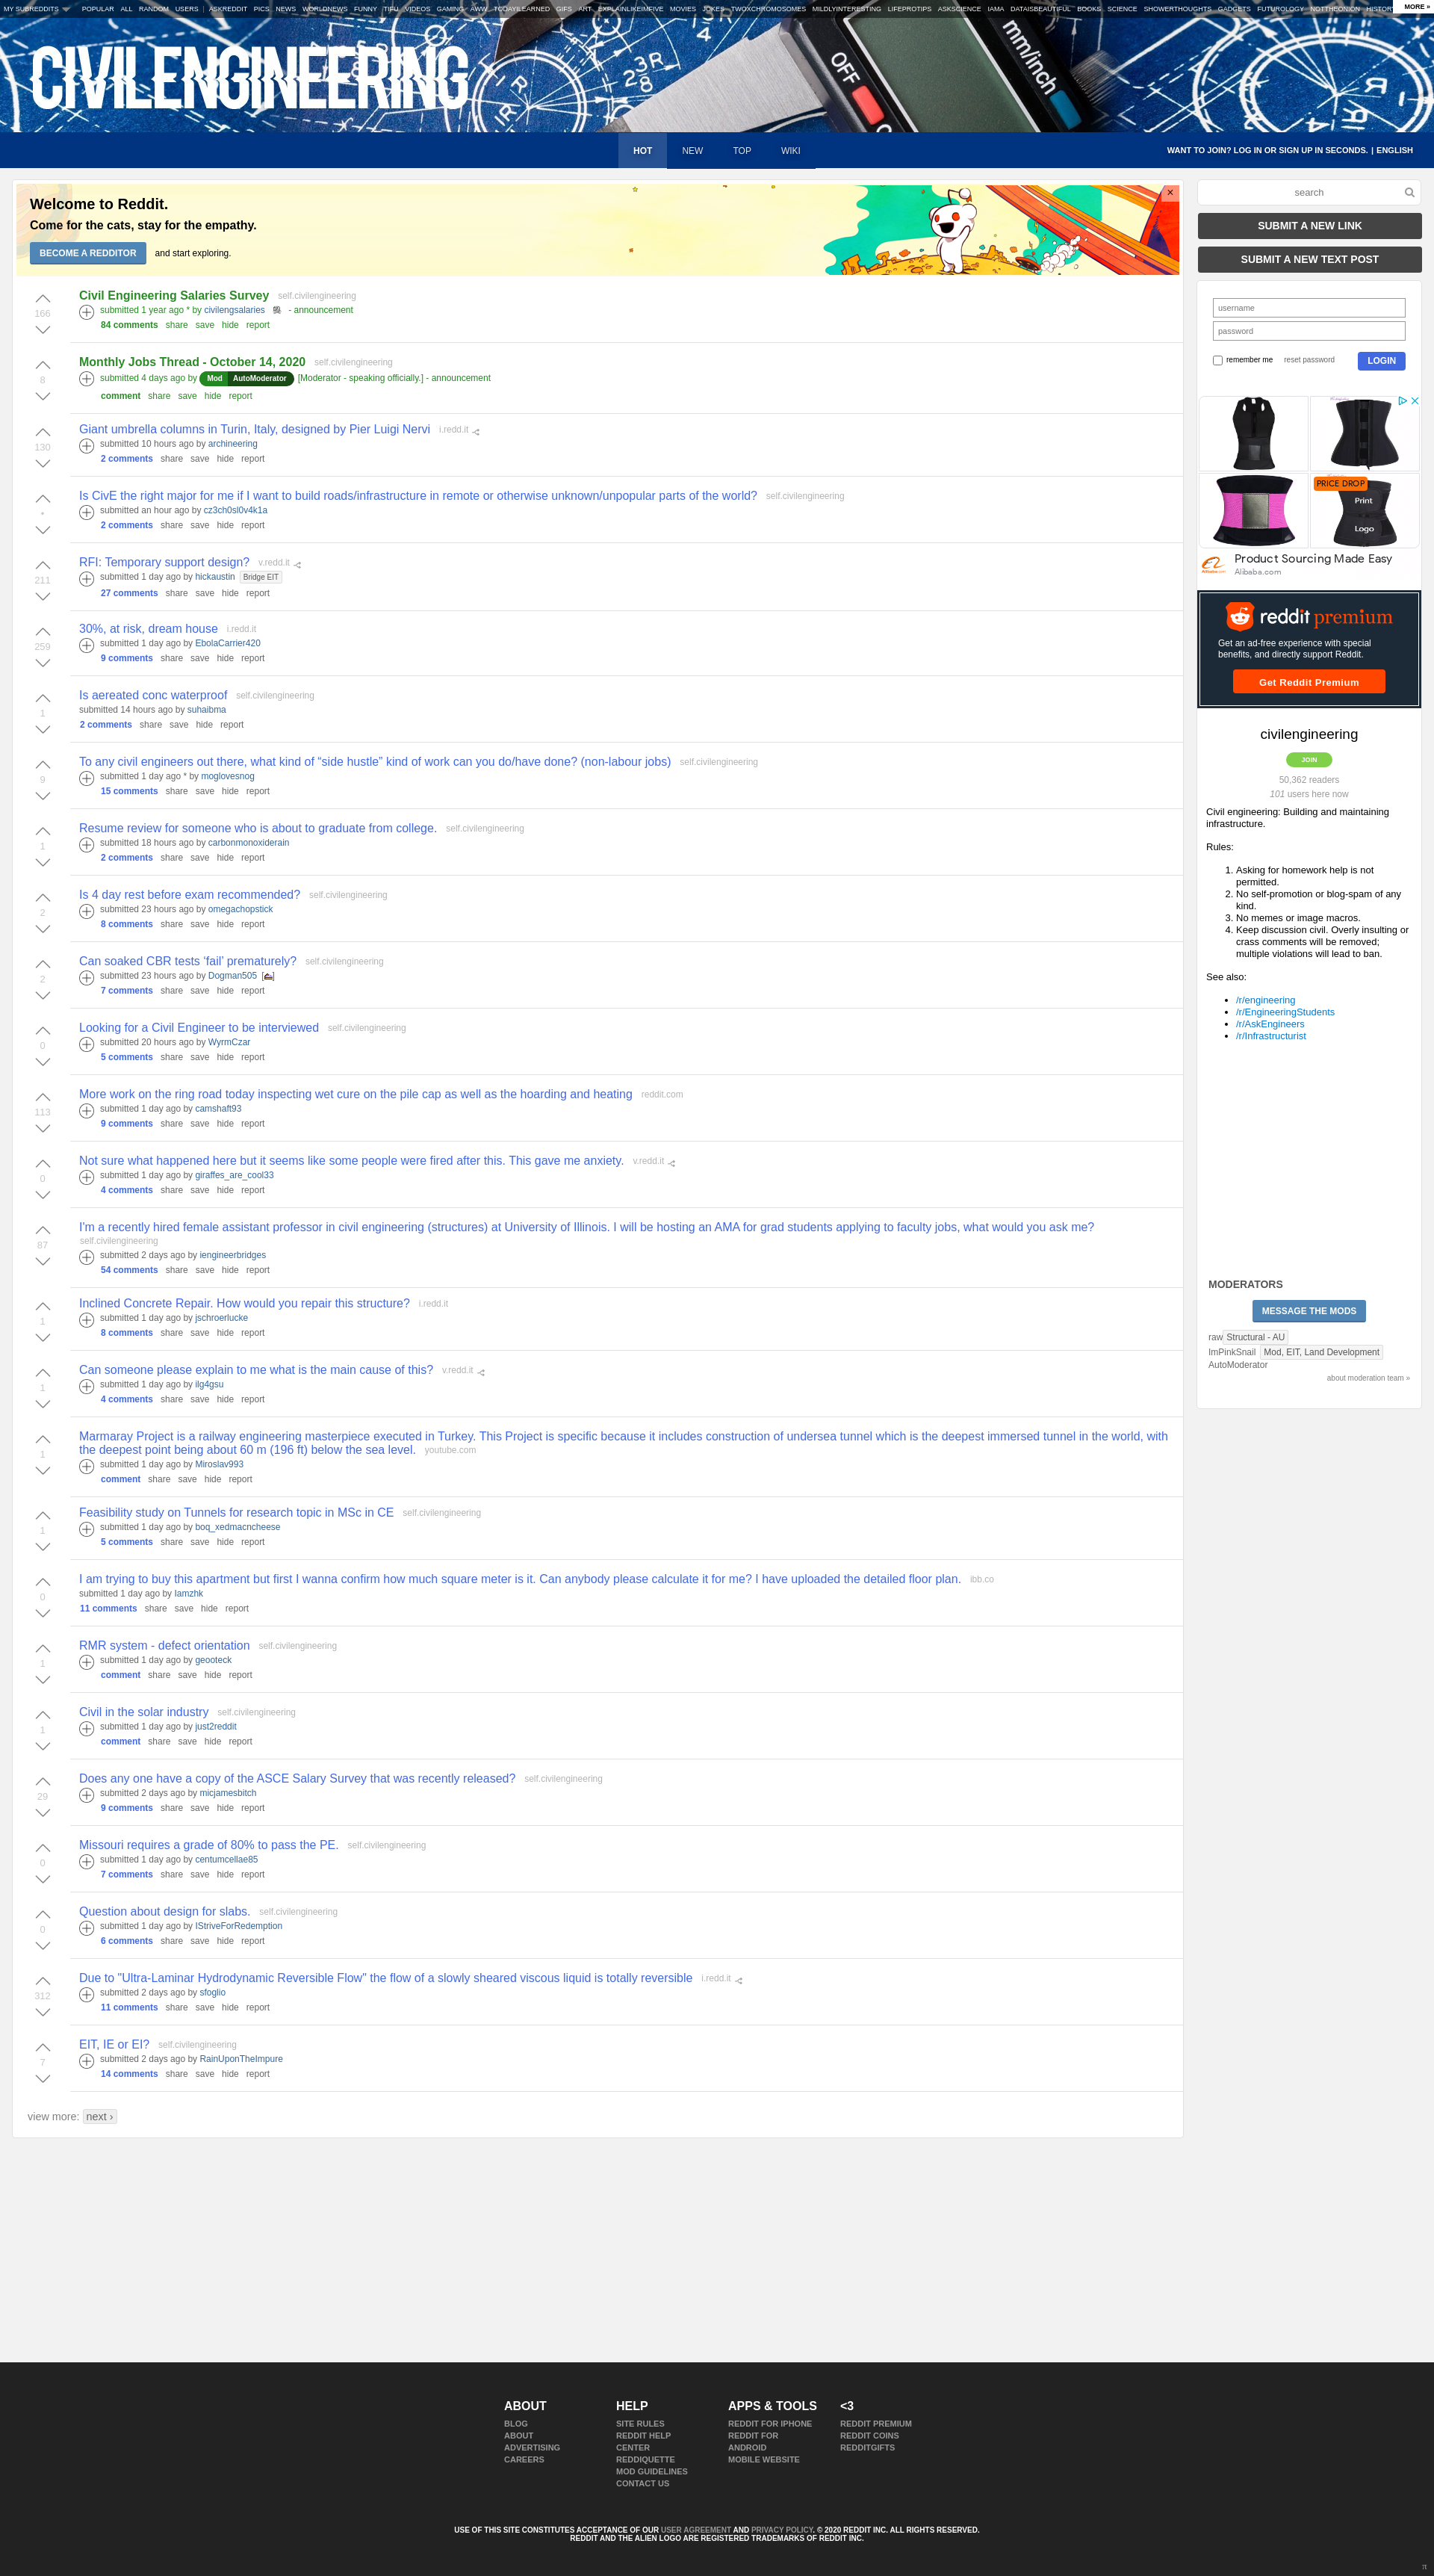 MY SUBREDDITS POPULAR ALL RANDOM USERS | ASKREDDIT PICS NEWS WORLDNEWS FUNNY TIFU VIDEOS GAMING AWW TODAYILEARNED GIFS ART EXPLAINLIKEIMFIVE MOVIES JOKES TWOXCHROMOSOMES MILDLYINTERESTING LIFEPROTIPS ASKSCIENCE IAMA DATAISBEAUTIFUL BOOKS SCIENCE SHOWERTHOUGHTS GADGETS FUTUROLOGY NOTTHEONION HISTORY MORE »
CIVILENGINEERING
OFF
mm/inch
HOT NEW TOP WIKI
WANT TO JOIN? LOG IN OR SIGN UP IN SECONDS. | ENGLISH
Welcome to Reddit.
Come for the cats, stay for the empathy.
BECOME A REDDITOR and start exploring.
×
166
Civil Engineering Salaries Survey self.civilengineering
submitted 1 year ago * by civilengsalaries - announcement
84 comments share save hide report
8
Monthly Jobs Thread - October 14, 2020 self.civilengineering
submitted 4 days ago by Mod AutoModerator [Moderator - speaking officially.] - announcement
comment share save hide report
130
Giant umbrella columns in Turin, Italy, designed by Pier Luigi Nervi i.redd.it
submitted 10 hours ago by archineering
2 comments share save hide report
•
Is CivE the right major for me if I want to build roads/infrastructure in remote or otherwise unknown/unpopular parts of the world? self.civilengineering
submitted an hour ago by cz3ch0sl0v4k1a
2 comments share save hide report
211
RFI: Temporary support design? v.redd.it
submitted 1 day ago by hickaustin Bridge EIT
27 comments share save hide report
259
30%, at risk, dream house i.redd.it
submitted 1 day ago by EbolaCarrier420
9 comments share save hide report
1
Is aereated conc waterproof self.civilengineering
submitted 14 hours ago by suhaibma
2 comments share save hide report
9
To any civil engineers out there, what kind of “side hustle” kind of work can you do/have done? (non-labour jobs) self.civilengineering
submitted 1 day ago * by moglovesnog
15 comments share save hide report
1
Resume review for someone who is about to graduate from college. self.civilengineering
submitted 18 hours ago by carbonmonoxiderain
2 comments share save hide report
2
Is 4 day rest before exam recommended? self.civilengineering
submitted 23 hours ago by omegachopstick
8 comments share save hide report
2
Can soaked CBR tests ‘fail’ prematurely? self.civilengineering
submitted 23 hours ago by Dogman505
7 comments share save hide report
0
Looking for a Civil Engineer to be interviewed self.civilengineering
submitted 20 hours ago by WyrmCzar
5 comments share save hide report
113
More work on the ring road today inspecting wet cure on the pile cap as well as the hoarding and heating reddit.com
submitted 1 day ago by camshaft93
9 comments share save hide report
0
Not sure what happened here but it seems like some people were fired after this. This gave me anxiety. v.redd.it
submitted 1 day ago by giraffes_are_cool33
4 comments share save hide report
87
I'm a recently hired female assistant professor in civil engineering (structures) at University of Illinois. I will be hosting an AMA for grad students applying to faculty jobs, what would you ask me?
self.civilengineering
submitted 2 days ago by iengineerbridges
54 comments share save hide report
1
Inclined Concrete Repair. How would you repair this structure? i.redd.it
submitted 1 day ago by jschroerlucke
8 comments share save hide report
1
Can someone please explain to me what is the main cause of this? v.redd.it
submitted 1 day ago by ilg4gsu
4 comments share save hide report
1
Marmaray Project is a railway engineering masterpiece executed in Turkey. This Project is specific because it includes construction of undersea tunnel which is the deepest immersed tunnel in the world, with
the deepest point being about 60 m (196 ft) below the sea level. youtube.com
submitted 1 day ago by Miroslav993
comment share save hide report
1
Feasibility study on Tunnels for research topic in MSc in CE self.civilengineering
submitted 1 day ago by boq_xedmacncheese
5 comments share save hide report
0
I am trying to buy this apartment but first I wanna confirm how much square meter is it. Can anybody please calculate it for me? I have uploaded the detailed floor plan. ibb.co
submitted 1 day ago by Iamzhk
11 comments share save hide report
1
RMR system - defect orientation self.civilengineering
submitted 1 day ago by geooteck
comment share save hide report
1
Civil in the solar industry self.civilengineering
submitted 1 day ago by just2reddit
comment share save hide report
29
Does any one have a copy of the ASCE Salary Survey that was recently released? self.civilengineering
submitted 2 days ago by micjamesbitch
9 comments share save hide report
0
Missouri requires a grade of 80% to pass the PE. self.civilengineering
submitted 1 day ago by centumcellae85
7 comments share save hide report
0
Question about design for slabs. self.civilengineering
submitted 1 day ago by IStriveForRedemption
6 comments share save hide report
312
Due to "Ultra-Laminar Hydrodynamic Reversible Flow" the flow of a slowly sheared viscous liquid is totally reversible i.redd.it
submitted 2 days ago by sfoglio
11 comments share save hide report
7
EIT, IE or EI? self.civilengineering
submitted 2 days ago by RainUponTheImpure
14 comments share save hide report
view more: next ›
search
SUBMIT A NEW LINK
SUBMIT A NEW TEXT POST
username
password
remember me reset password LOGIN
PRICE DROP
Print
Logo
Product Sourcing Made Easy
Alibaba.com
reddit premium
Get an ad-free experience with special
benefits, and directly support Reddit.
Get Reddit Premium
civilengineering
JOIN
50,362 readers
101 users here now
Civil engineering: Building and maintaining
infrastructure.
Rules:
1. Asking for homework help is not
permitted.
2. No self-promotion or blog-spam of any
kind.
3. No memes or image macros.
4. Keep discussion civil. Overly insulting or
crass comments will be removed;
multiple violations will lead to ban.
See also:
• /r/engineering
• /r/EngineeringStudents
• /r/AskEngineers
• /r/Infrastructurist
MODERATORS
MESSAGE THE MODS
raw Structural - AU
ImPinkSnail Mod, EIT, Land Development
AutoModerator
about moderation team »
ABOUT
BLOG
ABOUT
ADVERTISING
CAREERS
HELP
SITE RULES
REDDIT HELP
CENTER
REDDIQUETTE
MOD GUIDELINES
CONTACT US
APPS & TOOLS
REDDIT FOR IPHONE
REDDIT FOR
ANDROID
MOBILE WEBSITE
<3
REDDIT PREMIUM
REDDIT COINS
REDDITGIFTS
USE OF THIS SITE CONSTITUTES ACCEPTANCE OF OUR USER AGREEMENT AND PRIVACY POLICY. © 2020 REDDIT INC. ALL RIGHTS RESERVED.
REDDIT AND THE ALIEN LOGO ARE REGISTERED TRADEMARKS OF REDDIT INC.
π